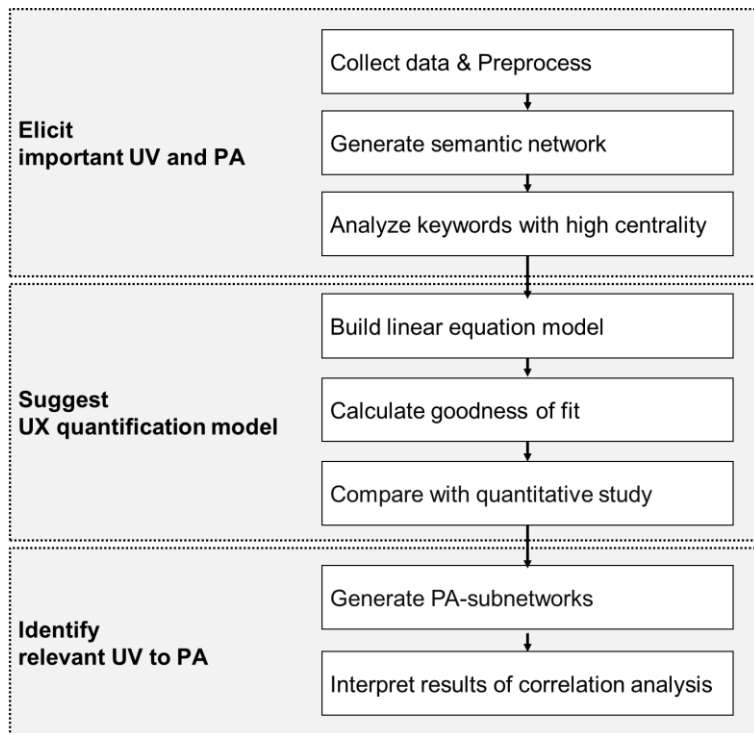 Elicit
important UV and PA
Collect data & Preprocess
Generate semantic network
Analyze keywords with high centrality
Suggest
UX quantification model
Build linear equation model
Calculate goodness of fit
Compare with quantitative study
Identify
relevant UV to PA
Generate PA-subnetworks
Interpret results of correlation analysis